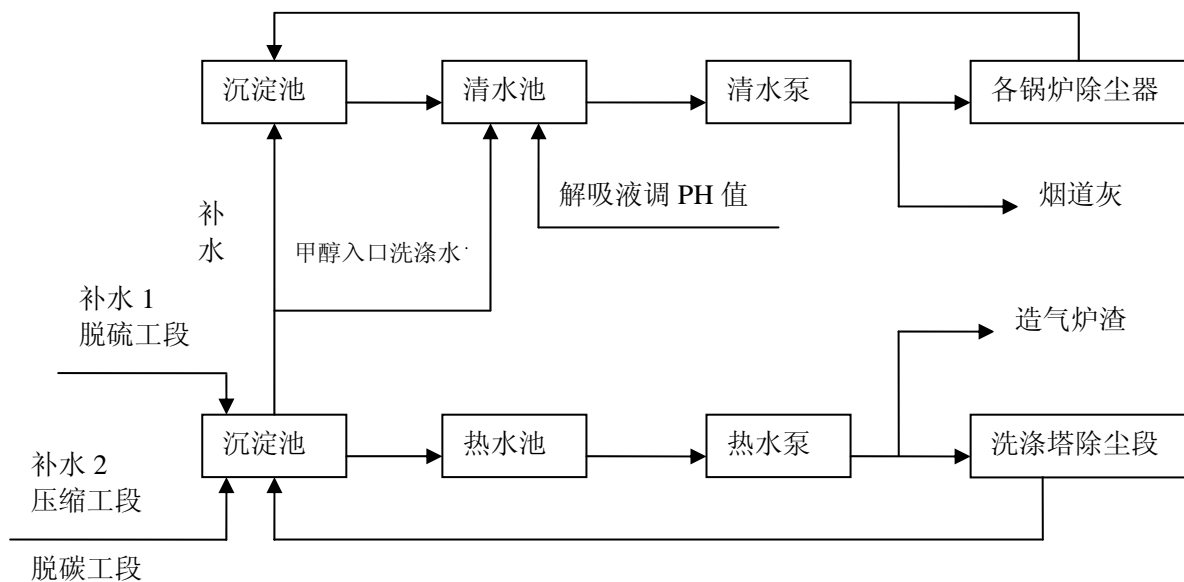 沉淀池
清水池
清水泵
各锅炉除尘器
解吸液调 PH 值
烟道灰
补
水
甲醇入口洗涤水
补水 1
脱硫工段
造气炉渣
沉淀池
热水池
热水泵
洗涤塔除尘段
补水 2
压缩工段
脱碳工段